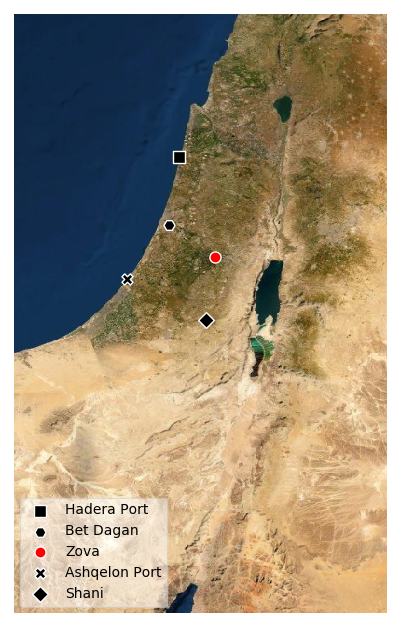 Hadera Port
Bet Dagan
Zova
Ashqelon Port
Shani